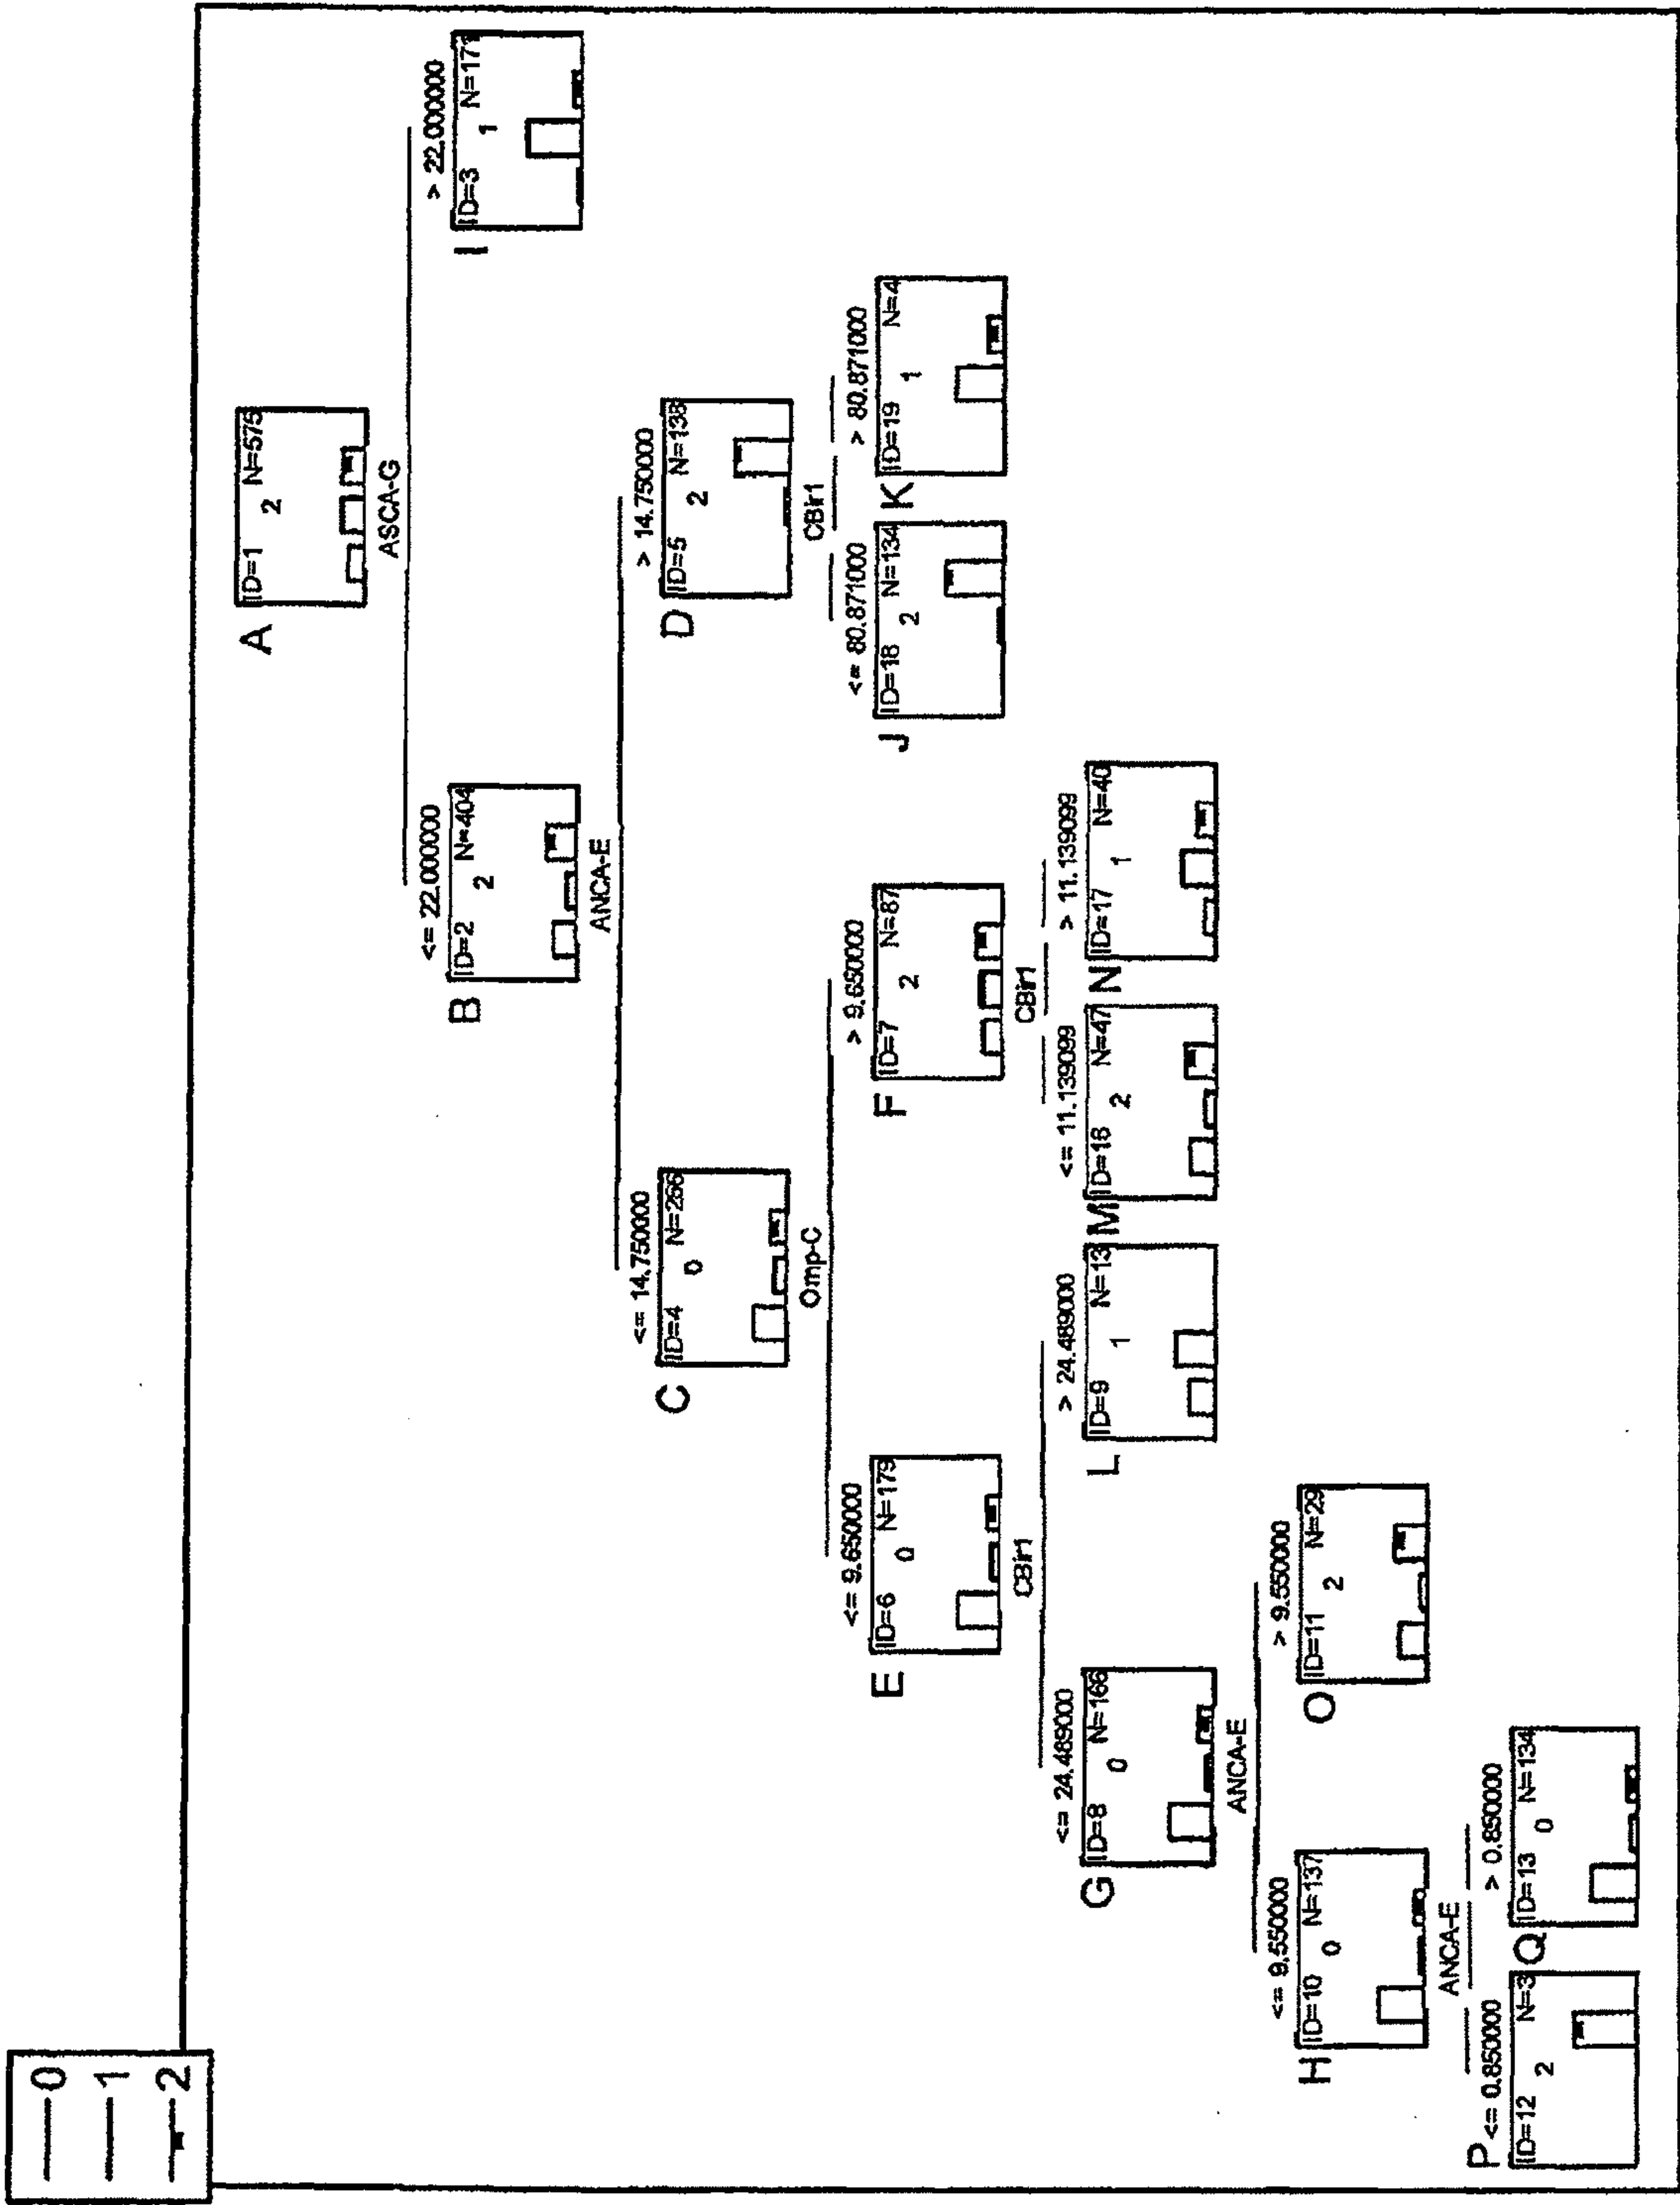 0
1
2
A
ID=1 N=575
2
ASCA-G
<= 22.000000
> 22.000000
B
ID=2 N=404
2
ANCA-E
I
ID=3 N=171
1
<= 14.750000
> 14.750000
C
ID=4 N=266
0
Omp-C
D
ID=5 N=138
2
CBir1
<= 9.650000
> 9.650000
<= 80.871000
> 80.871000
E
ID=6 N=179
0
CBir1
F
ID=7 N=87
2
CBir1
J
ID=18 N=134
2
K
ID=19 N=4
1
<= 24.489000
> 24.489000
<= 11.139099
> 11.139099
G
ID=8 N=166
0
ANCA-E
L
ID=9 N=13
1
M
ID=16 N=47
2
N
ID=17 N=40
1
<= 9.550000
> 9.550000
H
ID=10 N=137
0
ANCA-E
O
ID=11 N=29
2
<= 0.850000
> 0.850000
P
ID=12 N=3
2
Q
ID=13 N=134
0